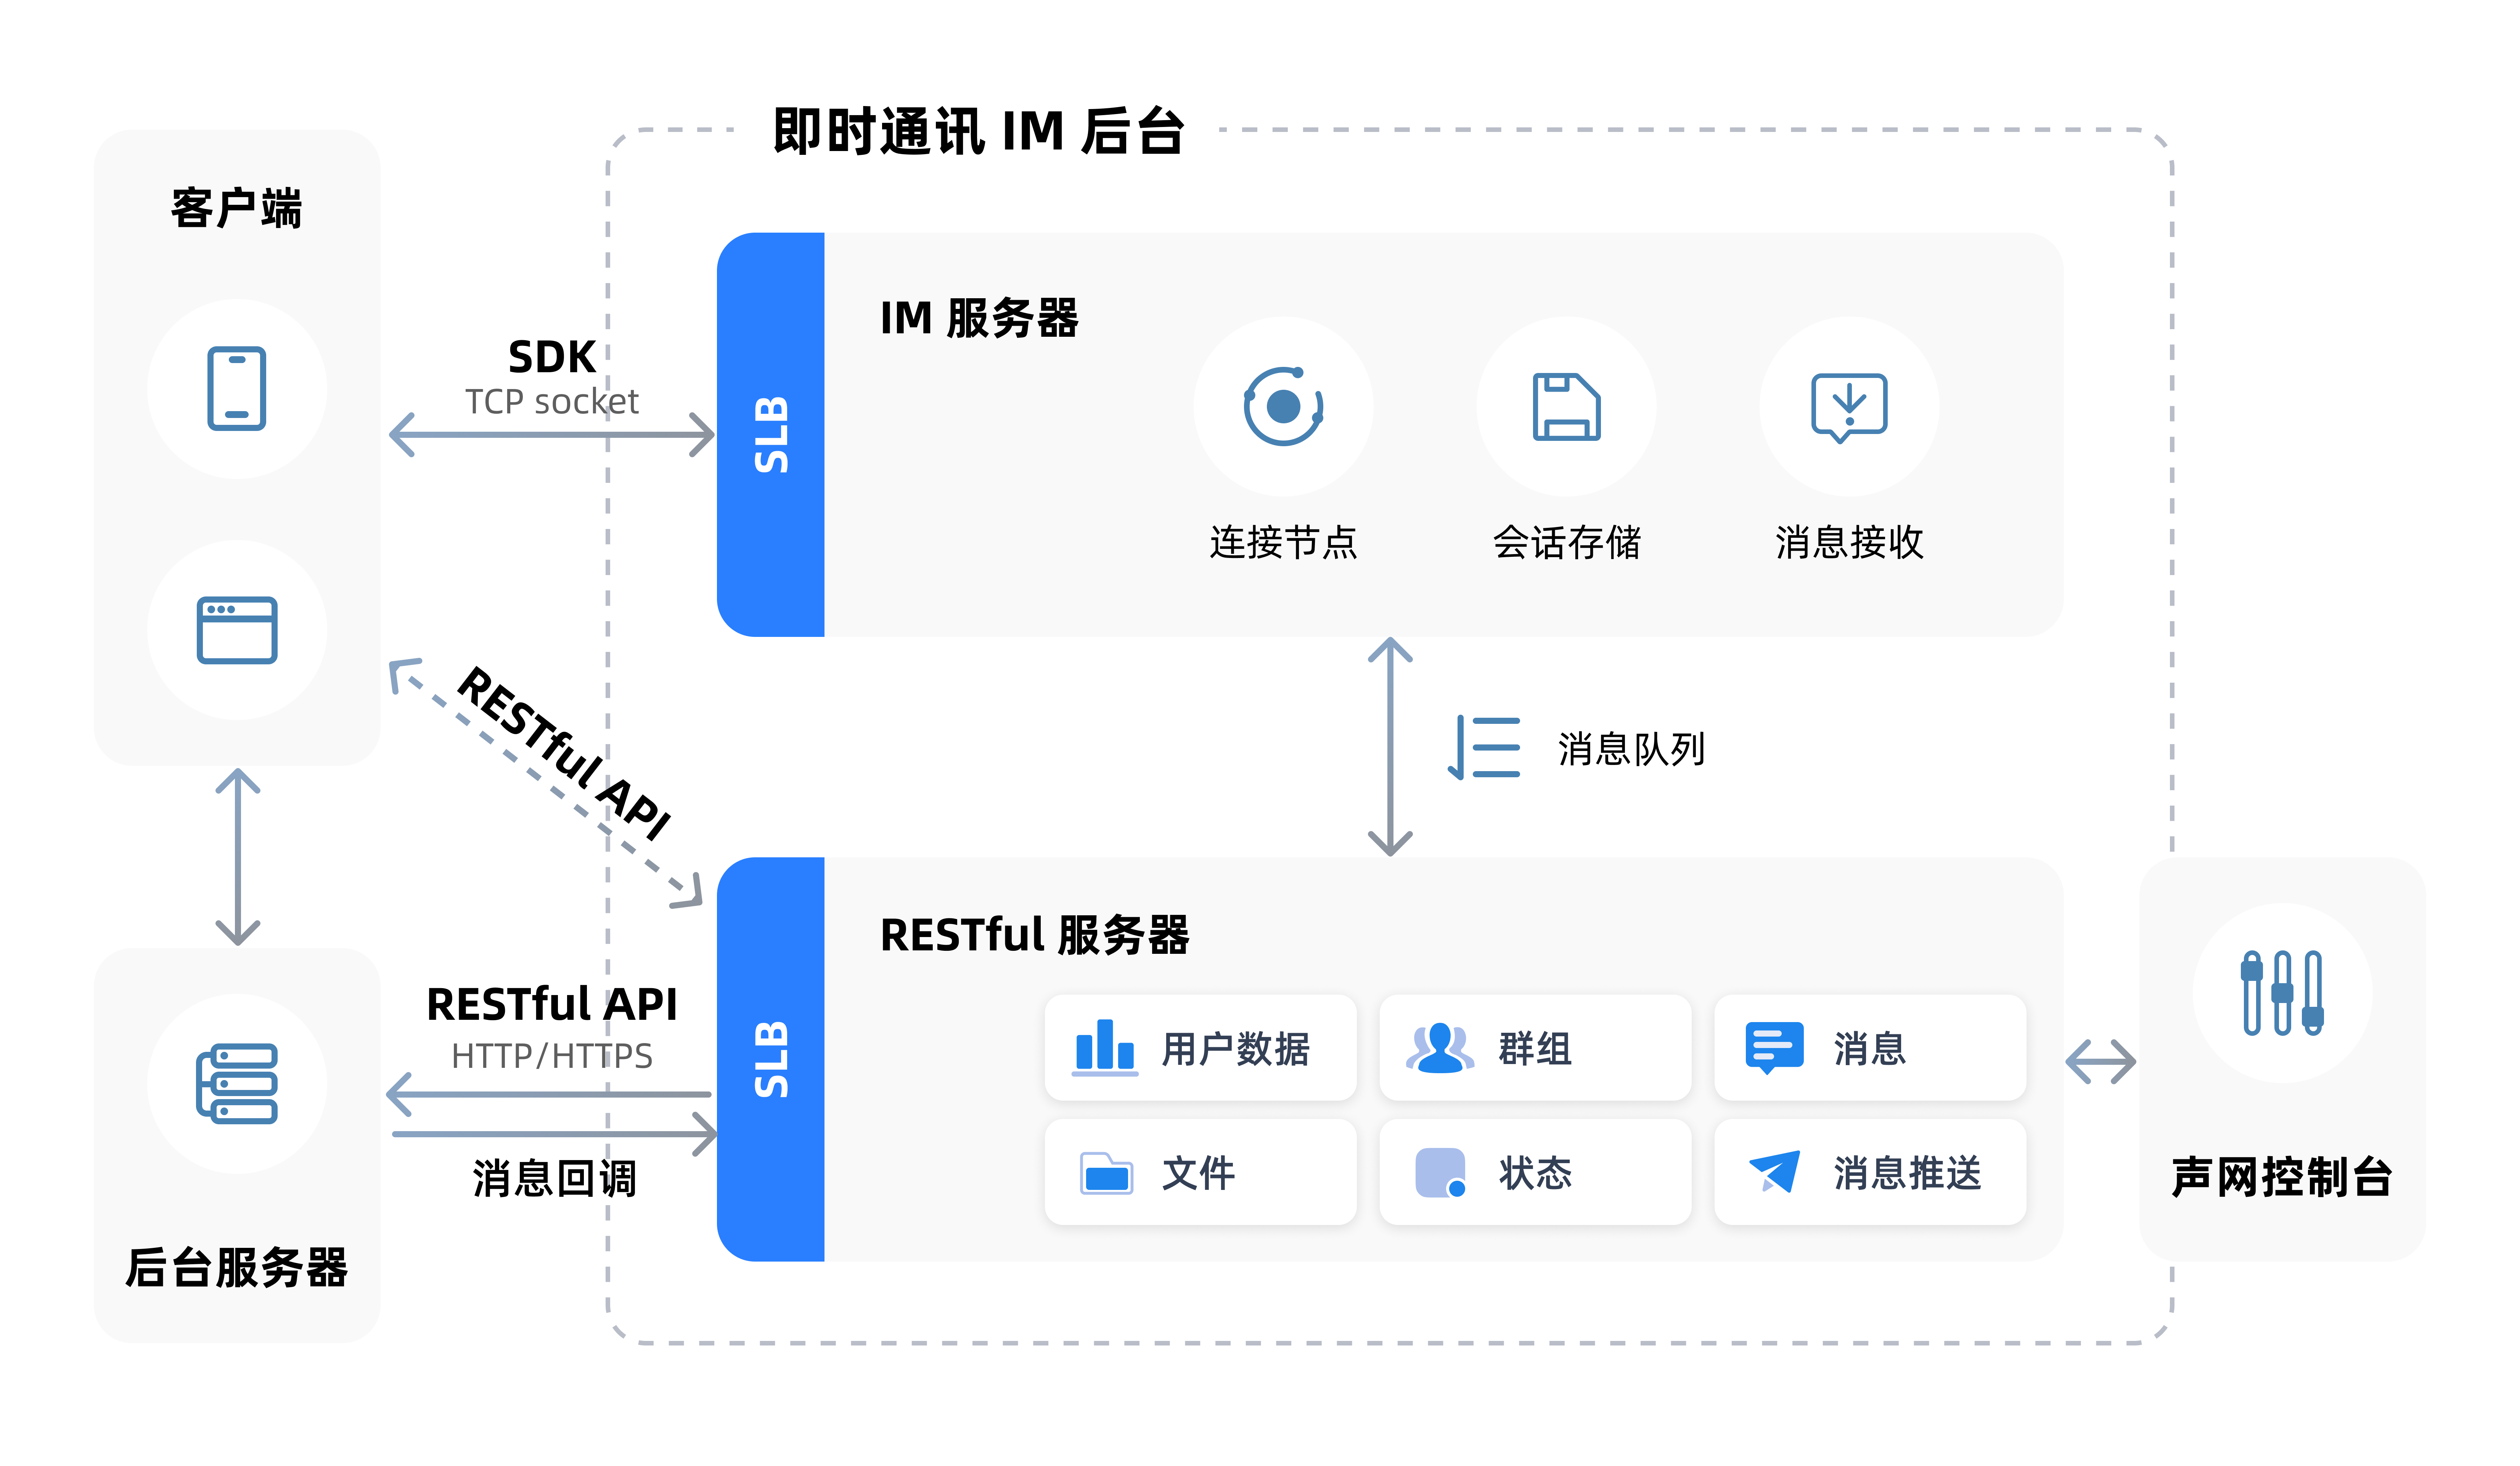 即时通讯 IM 后台
客户端
SDK
TCP socket
SLB
IM 服务器
连接节点
会话存储
消息接收
RESTful API
消息队列
RESTful API
HTTP/HTTPS
消息回调
后台服务器
SLB
RESTful 服务器
用户数据
群组
消息
文件
状态
消息推送
声网控制台